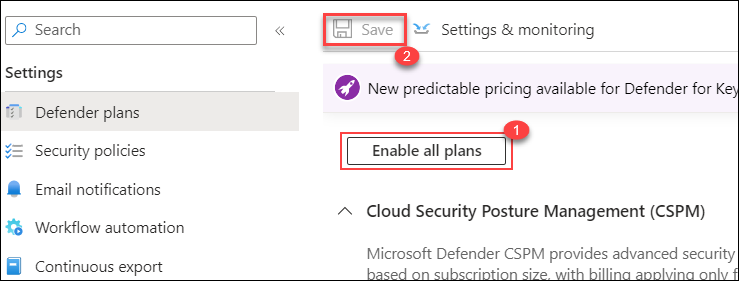 Search
«
Save
Settings & monitoring
2
Settings
New predictable pricing available for Defender for Key
Defender plans
1
Enable all plans
Security policies
Email notifications
Cloud Security Posture Management (CSPM)
Workflow automation
Microsoft Defender CSPM provides advanced security
Continuous export
based on subscription size, with billing applying only f